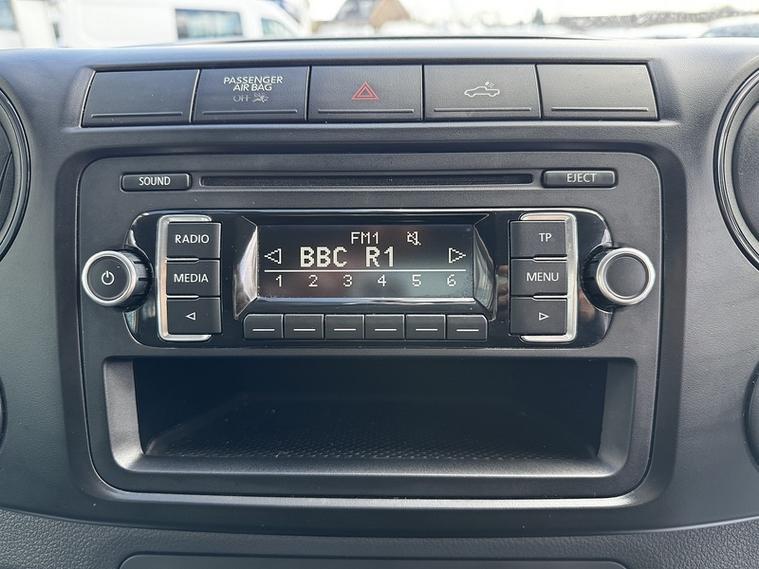 PASSENGER
AIR BAG
OFF
SOUND
EJECT
RADIO
FM1
TP
BBC R1
MEDIA
MENU
1 2 3 4 5 6